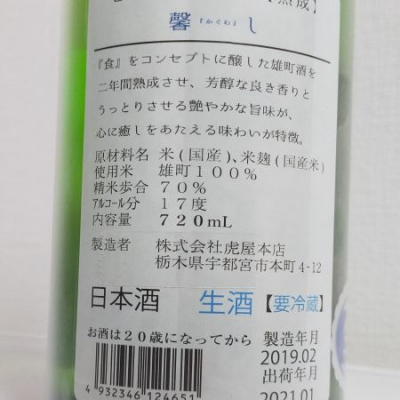 熟成】
馨し
『かぐわ』
『食』をコンセプトに醸した雄町酒を
二年間熟成させ、芳醇な良き香りと
うっとりさせる艶やかな旨味が、
心に癒しをあたえる味わいが特徴。
原材料名 米(国産)、米麹(国産米)
使用米 雄町１００％
精米歩合 ７０％
アルコール分 １７度
内容量 ７２０mL
製造者 株式会社虎屋本店
栃木県宇都宮市本町4-12
日本酒 生酒【要冷蔵】
お酒は２０歳になってから 製造年月
2019.02
出荷年月
2021.01
4 932346 124651